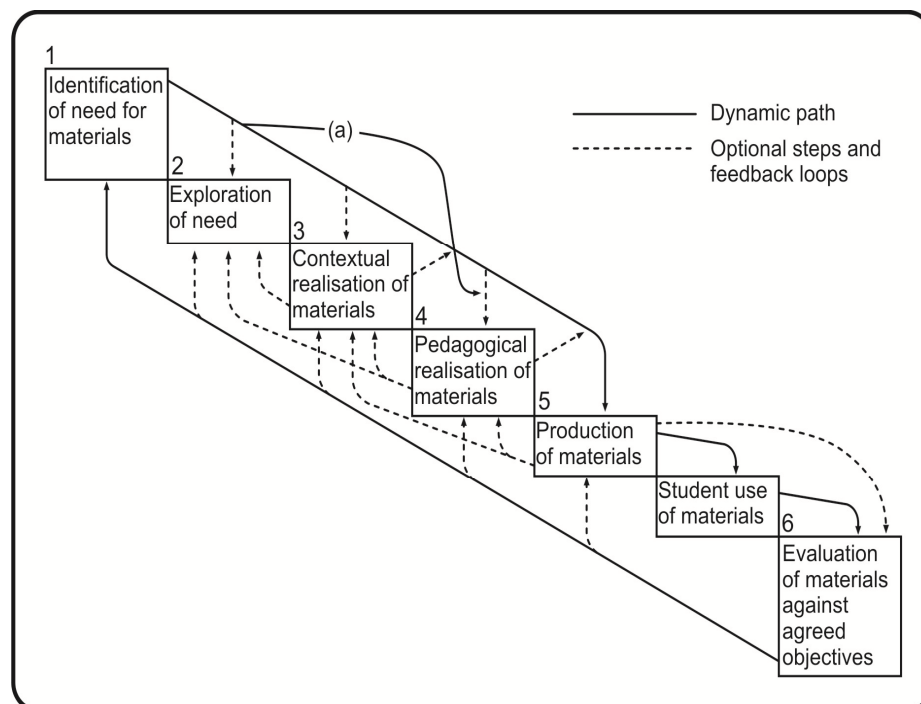 1
Identification
of need for
materials
2
Exploration
of need
3
Contextual
realisation of
materials
4
Pedagogical
realisation of
materials
5
Production
of materials
Student use
of materials
6
Evaluation
of materials
against
agreed
objectives
(a)
Dynamic path
Optional steps and
feedback loops